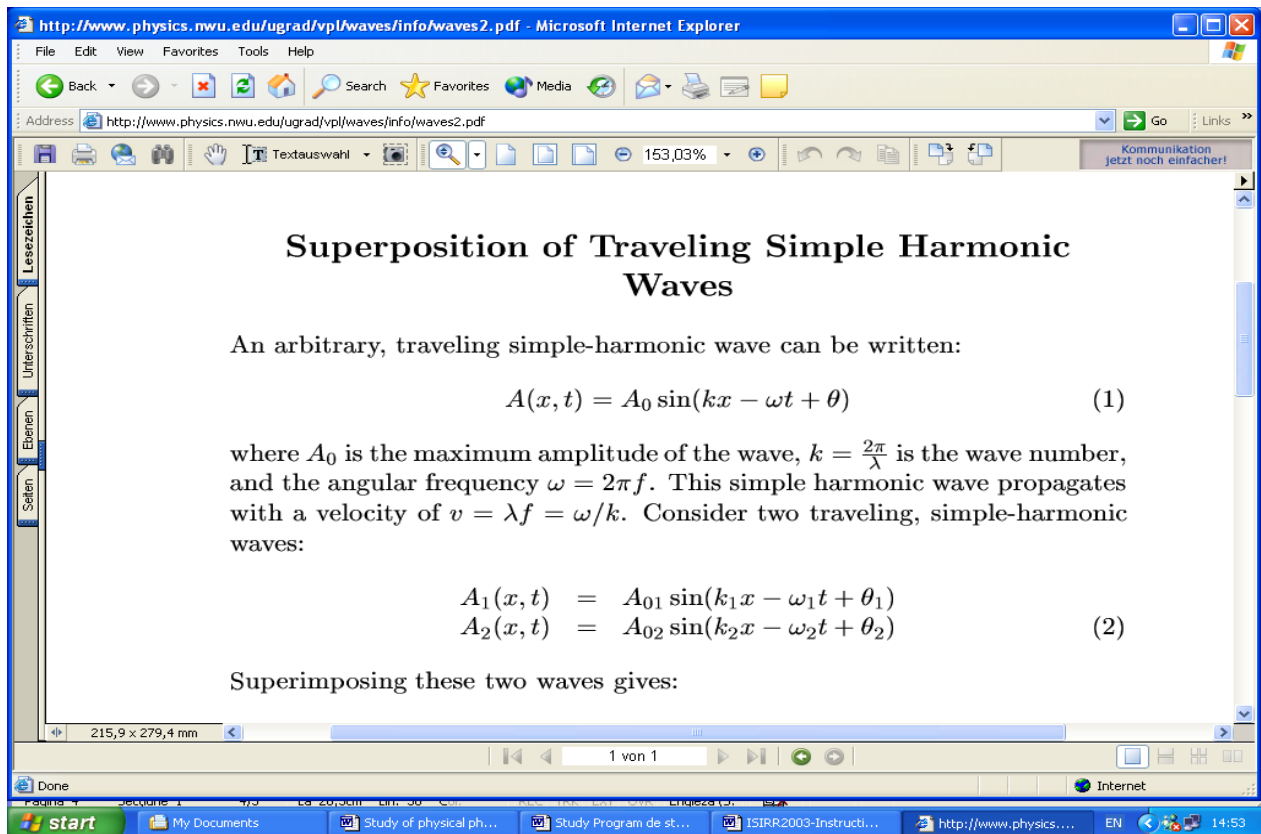 http://www.physics.nwu.edu/ugrad/vpl/waves/info/waves2.pdf - Microsoft Internet Explorer
File Edit View Favorites Tools Help
Back Search Favorites Media
Address http://www.physics.nwu.edu/ugrad/vpl/waves/info/waves2.pdf Go Links »
Textauswahl 153,03% Kommunikation
jetzt noch einfacher!
Lesezeichen
Unterschriften
Ebenen
Seiten
Superposition of Traveling Simple Harmonic
Waves
An arbitrary, traveling simple-harmonic wave can be written:
A(x, t) = A₀ sin(kx − ωt + θ) (1)
where A₀ is the maximum amplitude of the wave, k = 2π/λ is the wave number,
and the angular frequency ω = 2πf. This simple harmonic wave propagates
with a velocity of v = λf = ω/k. Consider two traveling, simple-harmonic
waves:
A₁(x, t) = A₀₁ sin(k₁x − ω₁t + θ₁)
A₂(x, t) = A₀₂ sin(k₂x − ω₂t + θ₂) (2)
Superimposing these two waves gives:
215,9 x 279,4 mm
1 von 1
Done Internet
start My Documents Study of physical ph... Study Program de st... ISIRR2003-Instructi... http://www.physics.... EN 14:53